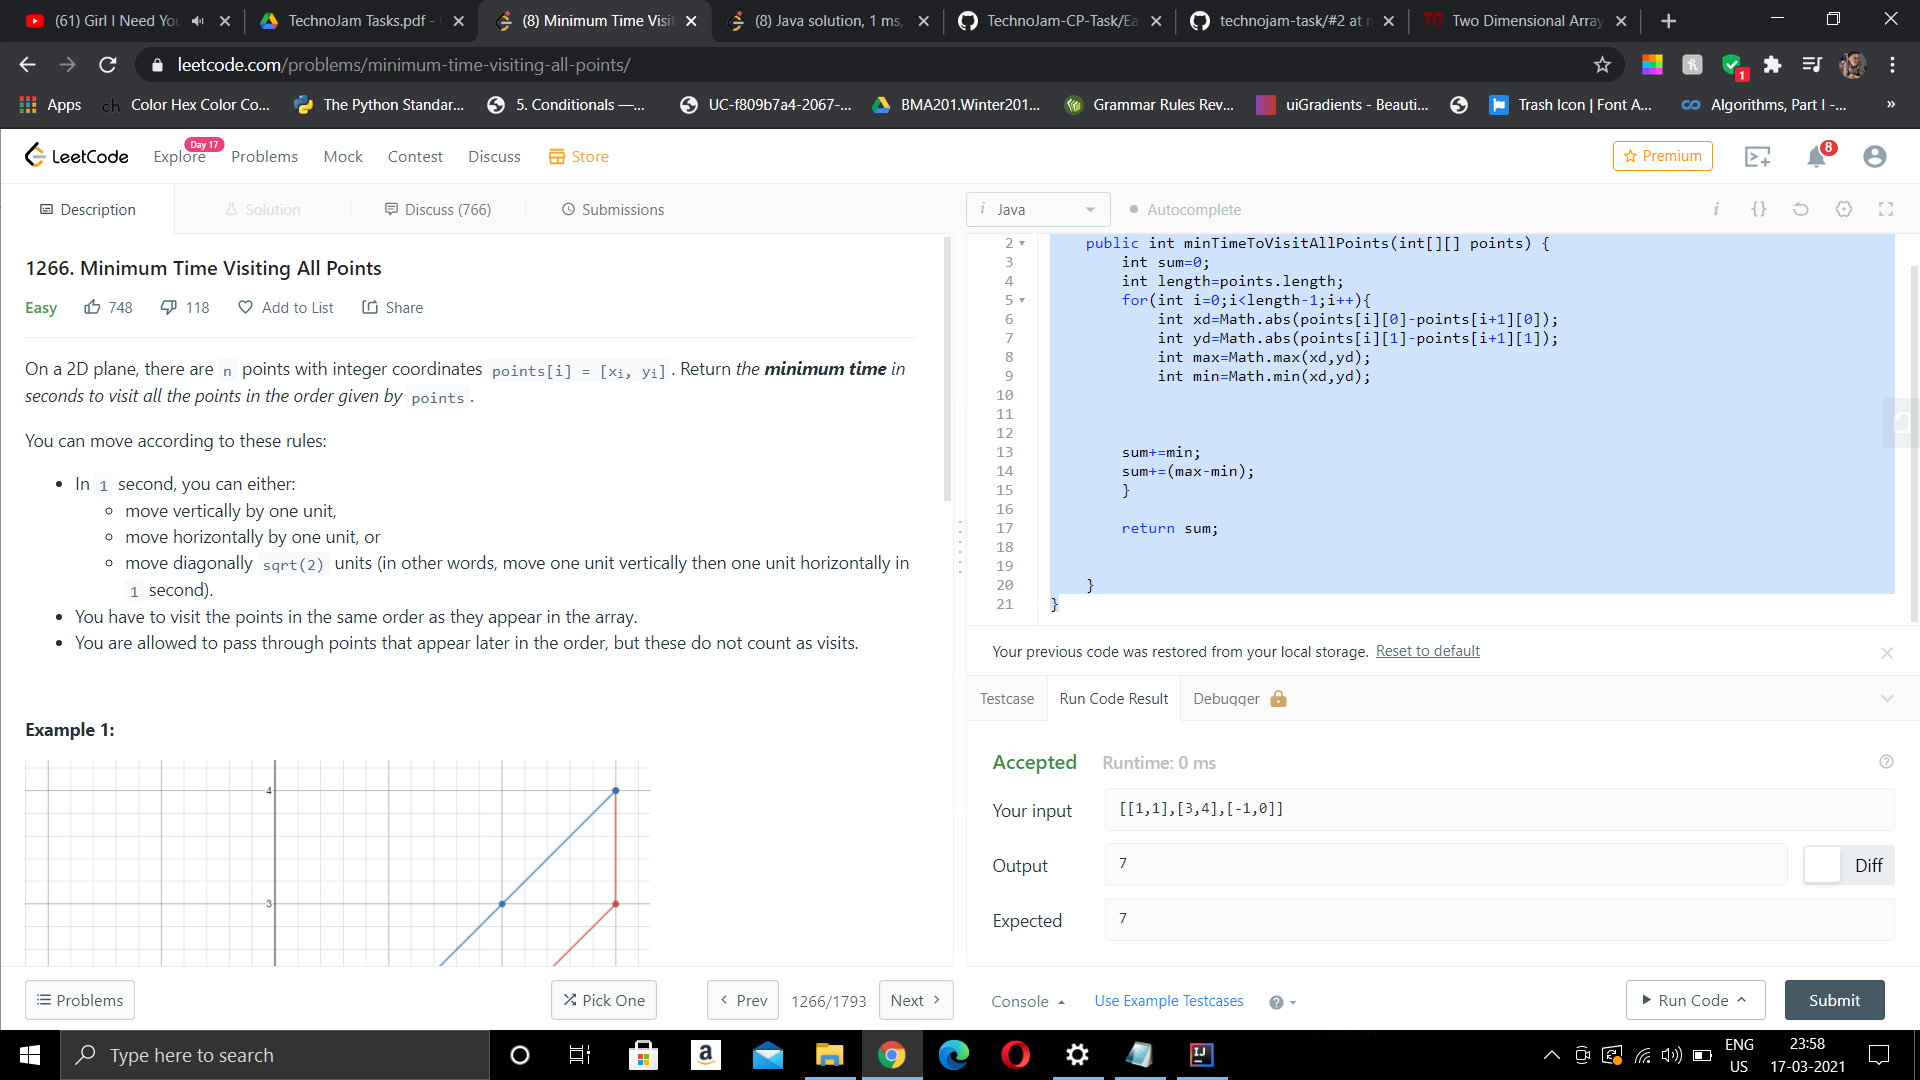 (61) Girl I Need You
TechnoJam Tasks.pdf -
(8) Minimum Time Visit
(8) Java solution, 1 ms,
TechnoJam-CP-Task/Ea
technojam-task/#2 at
TG Two Dimensional Array
leetcode.com/problems/minimum-time-visiting-all-points/
1
Apps
ch Color Hex Color Co...
The Python Standar...
5. Conditionals —...
UC-f809b7a4-2067-...
BMA201.Winter201...
Grammar Rules Rev...
uiGradients - Beauti...
Trash Icon | Font A...
Algorithms, Part I -...
»
LeetCode
Explore
Day 17
Problems
Mock
Contest
Discuss
Store
Premium
8
Description
Solution
Discuss (766)
Submissions
i Java
Autocomplete
i {}
1266. Minimum Time Visiting All Points
Easy 748 118 Add to List Share
On a 2D plane, there are n points with integer coordinates points[i] = [xi, yi]. Return the minimum time in
seconds to visit all the points in the order given by points.
You can move according to these rules:
• In 1 second, you can either:
◦ move vertically by one unit,
◦ move horizontally by one unit, or
◦ move diagonally sqrt(2) units (in other words, move one unit vertically then one unit horizontally in
1 second).
• You have to visit the points in the same order as they appear in the array.
• You are allowed to pass through points that appear later in the order, but these do not count as visits.
Example 1:
4
3
2 public int minTimeToVisitAllPoints(int[][] points) {
3 int sum=0;
4 int length=points.length;
5 for(int i=0;i<length-1;i++){
6 int xd=Math.abs(points[i][0]-points[i+1][0]);
7 int yd=Math.abs(points[i][1]-points[i+1][1]);
8 int max=Math.max(xd,yd);
9 int min=Math.min(xd,yd);
10
11
12
13 sum+=min;
14 sum+=(max-min);
15 }
16
17 return sum;
18
19
20 }
21 }
Your previous code was restored from your local storage. Reset to default
Testcase
Run Code Result
Debugger
Accepted Runtime: 0 ms
Your input
[[1,1],[3,4],[-1,0]]
Output
7
Diff
Expected
7
Problems
Pick One
Prev
1266/1793
Next
Console
Use Example Testcases
Run Code
Submit
Type here to search
ENG
US
23:58
17-03-2021